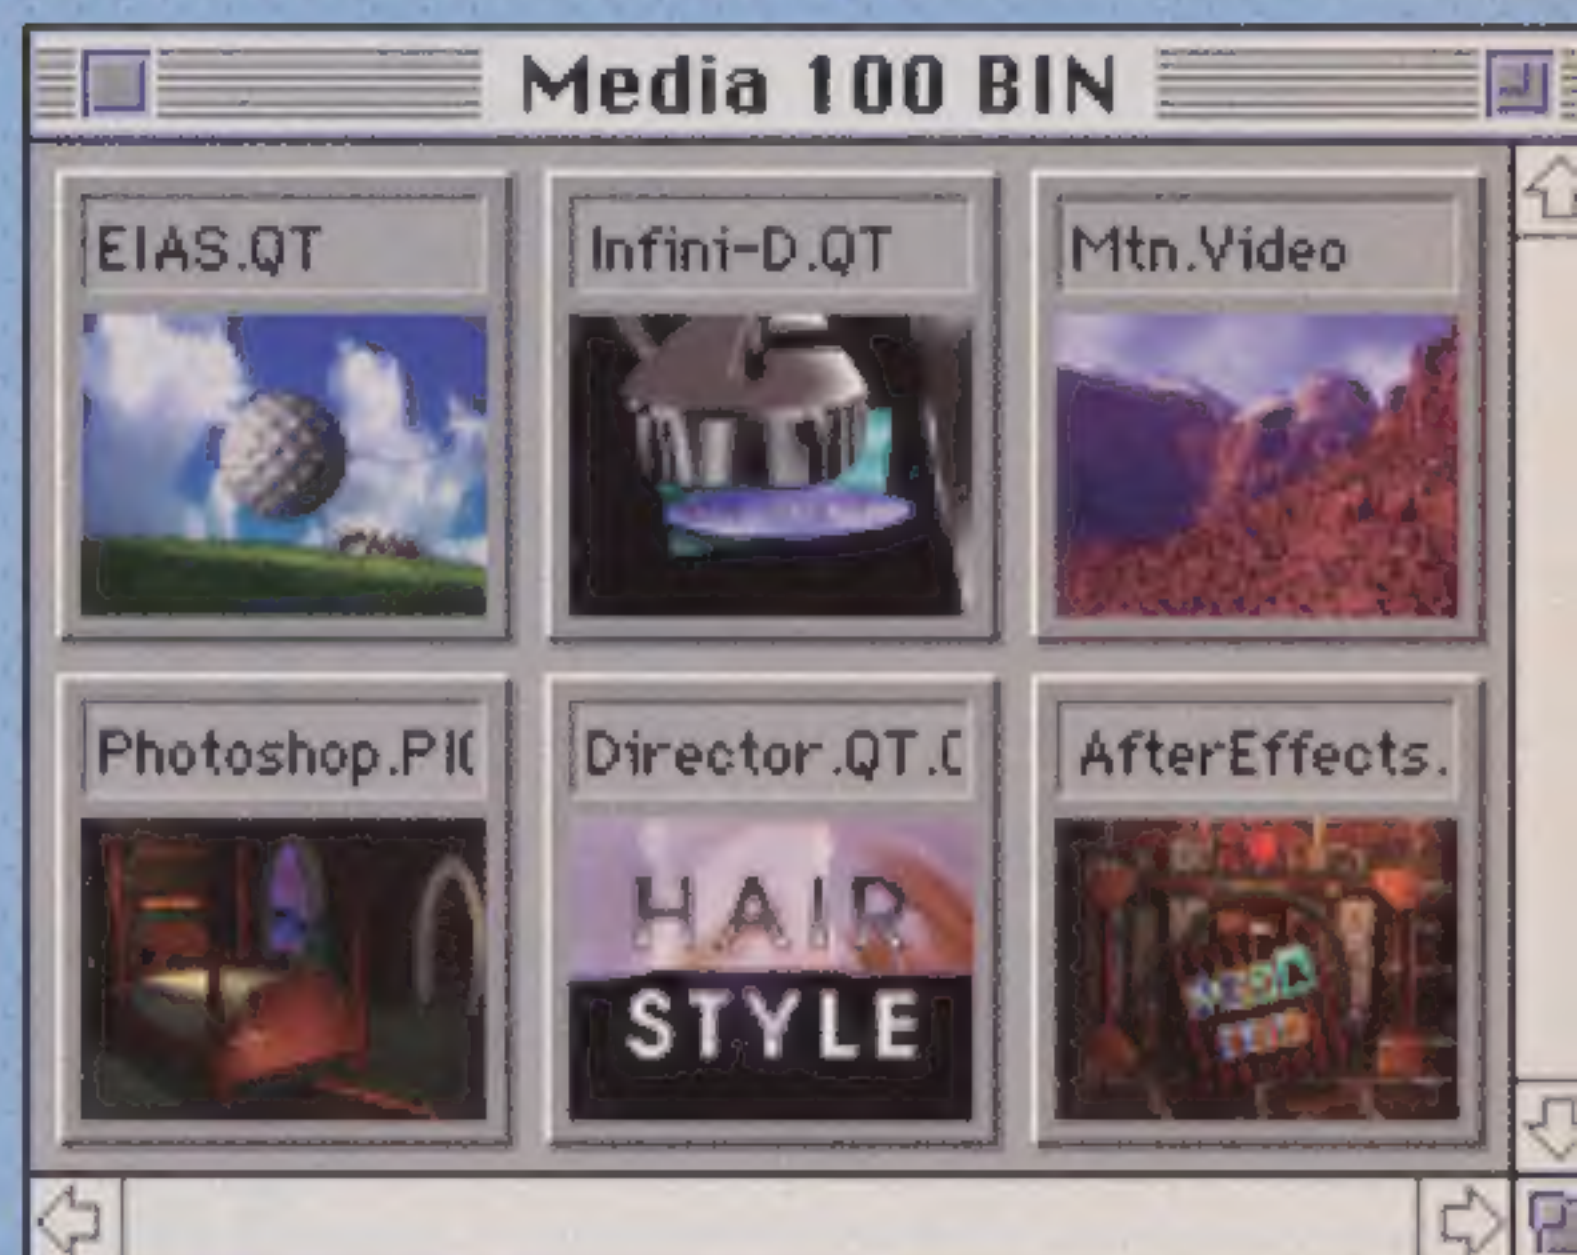 Media 100 BIN
EIAS.QT
Infini-D.QT
Mtn.Video
Photoshop.PI
Director.QT.
AfterEffects.
HAIR
STYLE